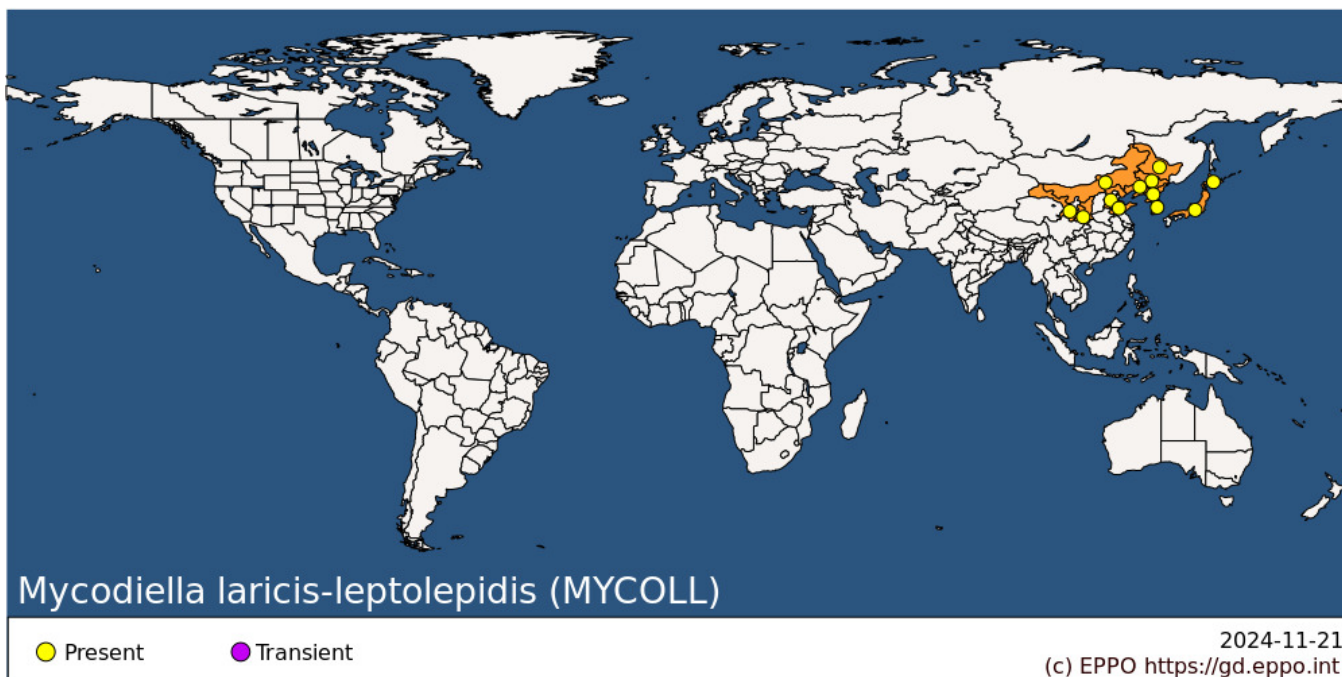 Mycodiella laricis-leptolepidis (MYCOLL)
Present
Transient
2024-11-21
(c) EPPO https://gd.eppo.int